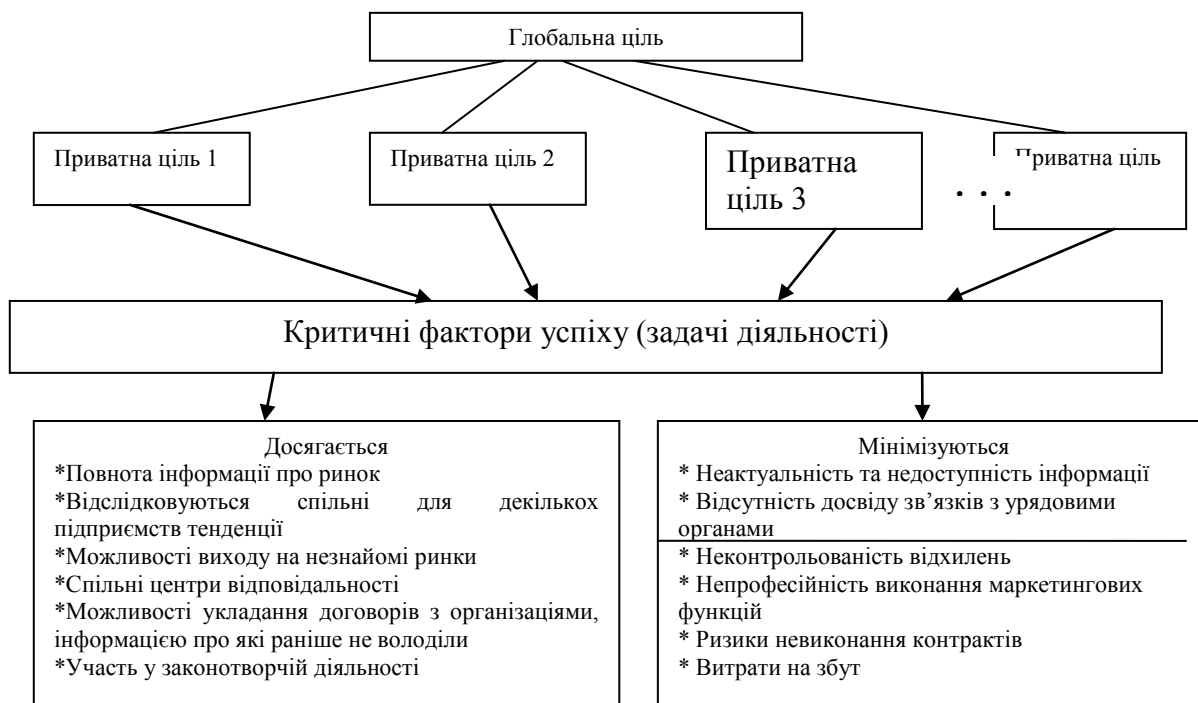 Глобальна ціль
Приватна ціль 1
Приватна ціль 2
Приватна
ціль 3
. . .
Приватна ціль
Критичні фактори успіху (задачі діяльності)
Досягається
*Повнота інформації про ринок
*Відслідковуються спільні для декількох
підприємств тенденції
*Можливості виходу на незнайомі ринки
*Спільні центри відповідальності
*Можливості укладання договорів з організаціями,
інформацією про які раніше не володіли
*Участь у законотворчій діяльності
Мінімізуються
* Неактуальність та недоступність інформації
* Відсутність досвіду зв’язків з урядовими
органами
* Неконтрольованість відхилень
* Непрофесійність виконання маркетингових
функцій
* Ризики невиконання контрактів
* Витрати на збут